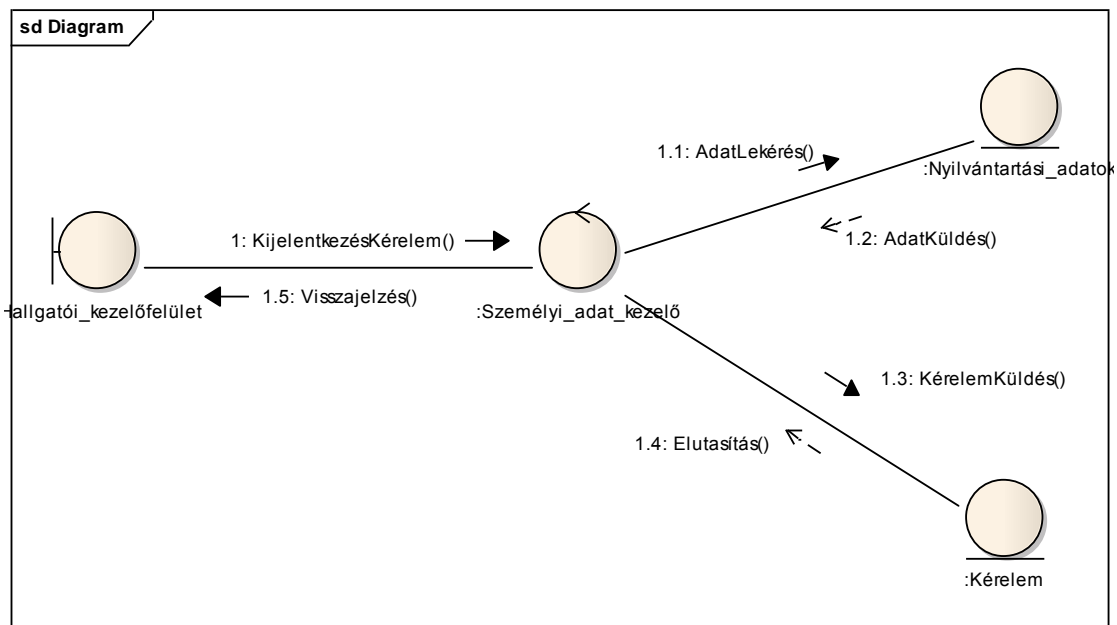 sd Diagram
1.1: AdatLekérés()
:Nyilvántartási_adatok
1: KijelentkezésKérelem()
1.2: AdatKüldés()
1.5: Visszajelzés()
Hallgatói_kezelőfelület
:Személyi_adat_kezelő
1.3: KérelemKüldés()
1.4: Elutasítás()
:Kérelem